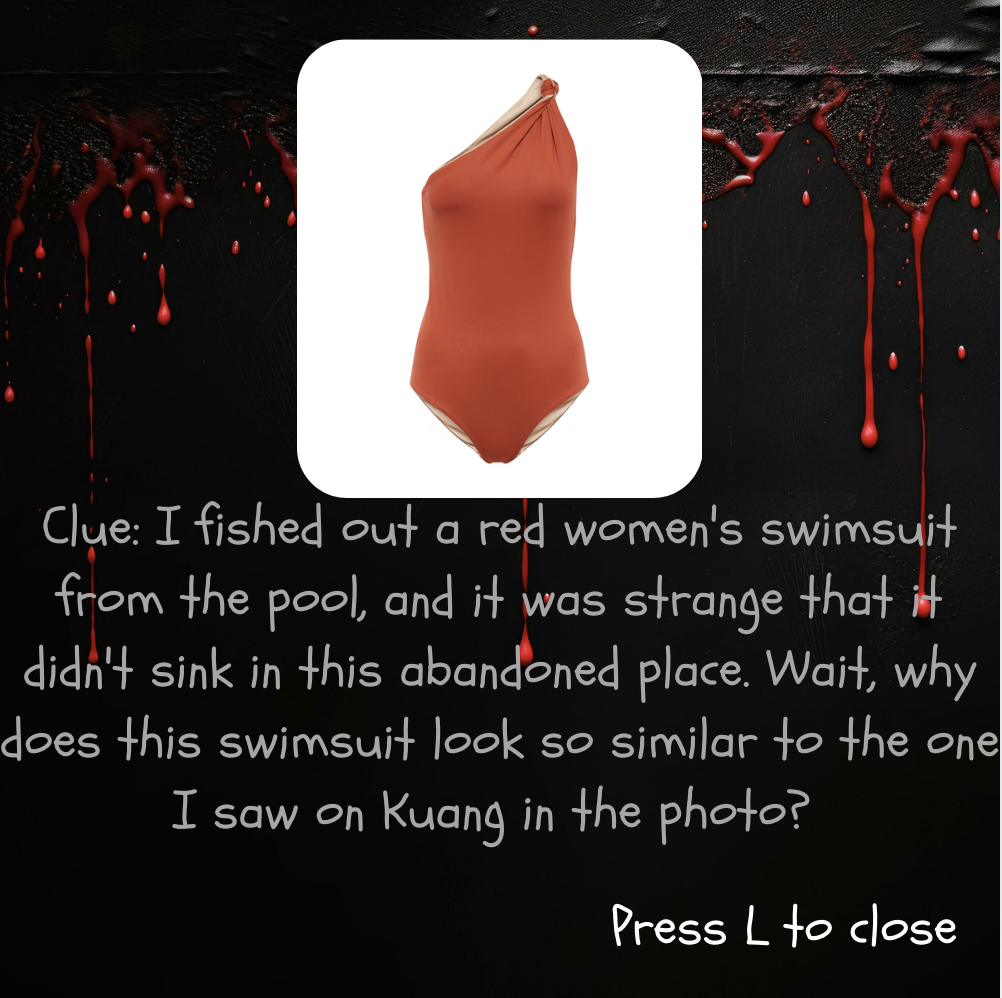 Clue: I fished out a red women's swimsuit
from the pool, and it was strange that it
didn't sink in this abandoned place. Wait, why
does this swimsuit look so similar to the one
I saw on Kuang in the photo?
Press L to close